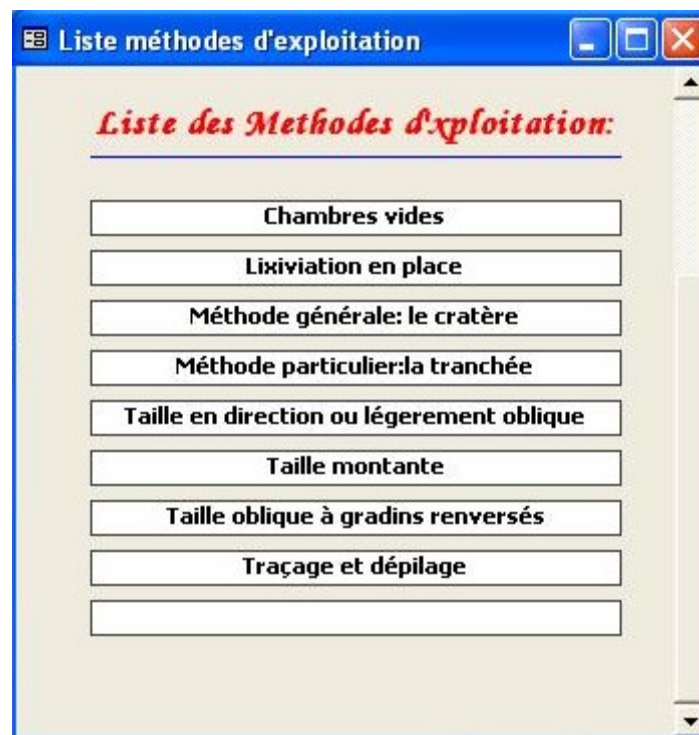 Liste méthodes d'exploitation
Liste des Methodes d'xploitation:
Chambres vides
Lixiviation en place
Méthode générale: le cratère
Méthode particulier:la tranchée
Taille en direction ou légerement oblique
Taille montante
Taille oblique à gradins renversés
Traçage et dépilage